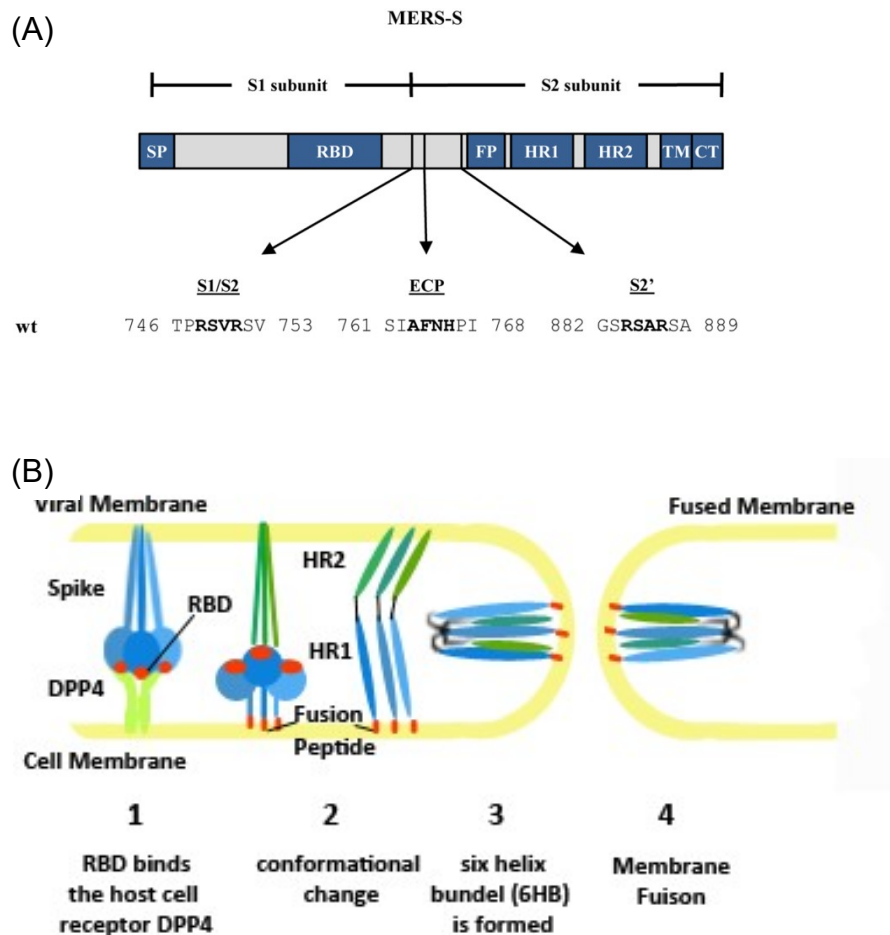 (A)
MERS-S
S1 subunit S2 subunit
SP RBD FP HR1 HR2 TM CT
S1/S2 ECP S2'
wt 746 TPRSVRSV 753 761 SIAFNHPI 768 882 GSRSARSA 889
(B)
Viral Membrane Fused Membrane
HR2
Spike RBD
HR1
DPP4
Fusion
Peptide
Cell Membrane
1 2 3 4
RBD binds conformational six helix Membrane
the host cell change bundel (6HB) Fuison
receptor DPP4 is formed